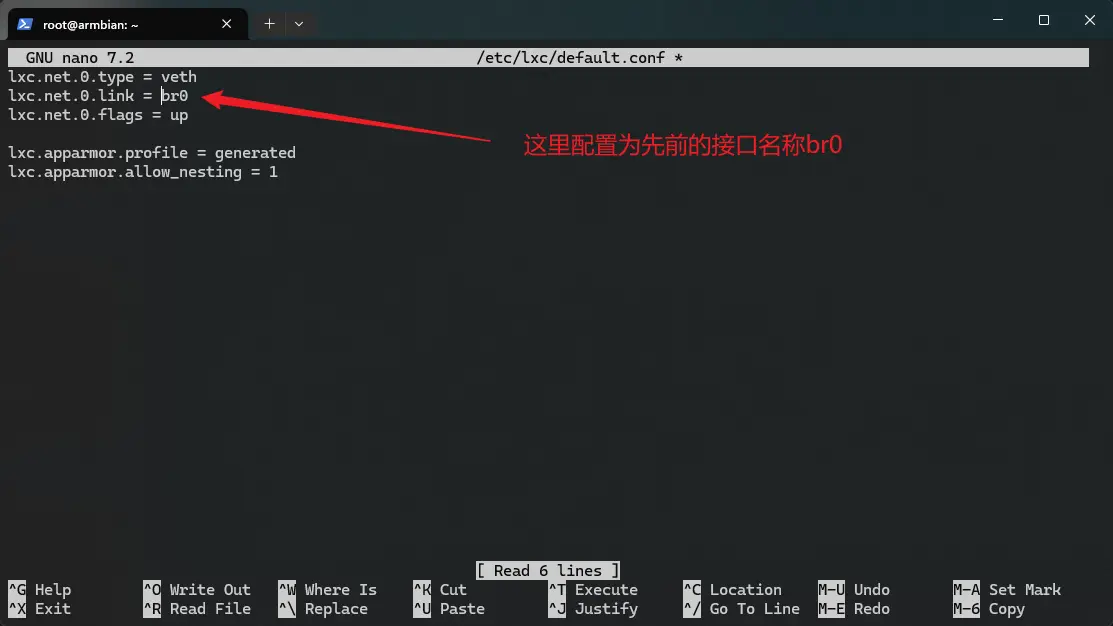 root@armbian: ~
GNU nano 7.2 /etc/lxc/default.conf *
lxc.net.0.type = veth
lxc.net.0.link = br0
lxc.net.0.flags = up
这里配置为先前的接口名称br0
lxc.apparmor.profile = generated
lxc.apparmor.allow_nesting = 1
[ Read 6 lines ]
^G Help ^O Write Out ^W Where Is ^K Cut ^T Execute ^C Location M-U Undo M-A Set Mark
^X Exit ^R Read File ^\ Replace ^U Paste ^J Justify ^/ Go To Line M-E Redo M-6 Copy